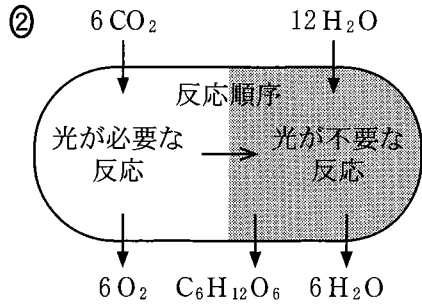 ② 6 CO₂ 12 H₂O
反応順序
光が必要な 光が不要な
反応 反応
6 O₂ C₆H₁₂O₆ 6 H₂O